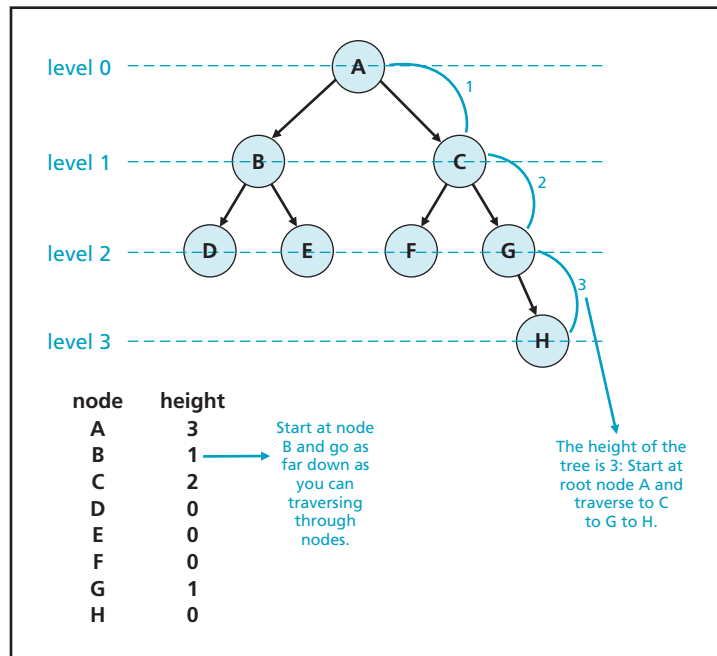 level 0
A
1
level 1
B
C
2
level 2
D
E
F
G
3
level 3
H
node height
A 3
B 1
C 2
D 0
E 0
F 0
G 1
H 0
Start at node
B and go as
far down as
you can
traversing
through
nodes.
The height of the
tree is 3: Start at
root node A and
traverse to C
to G to H.